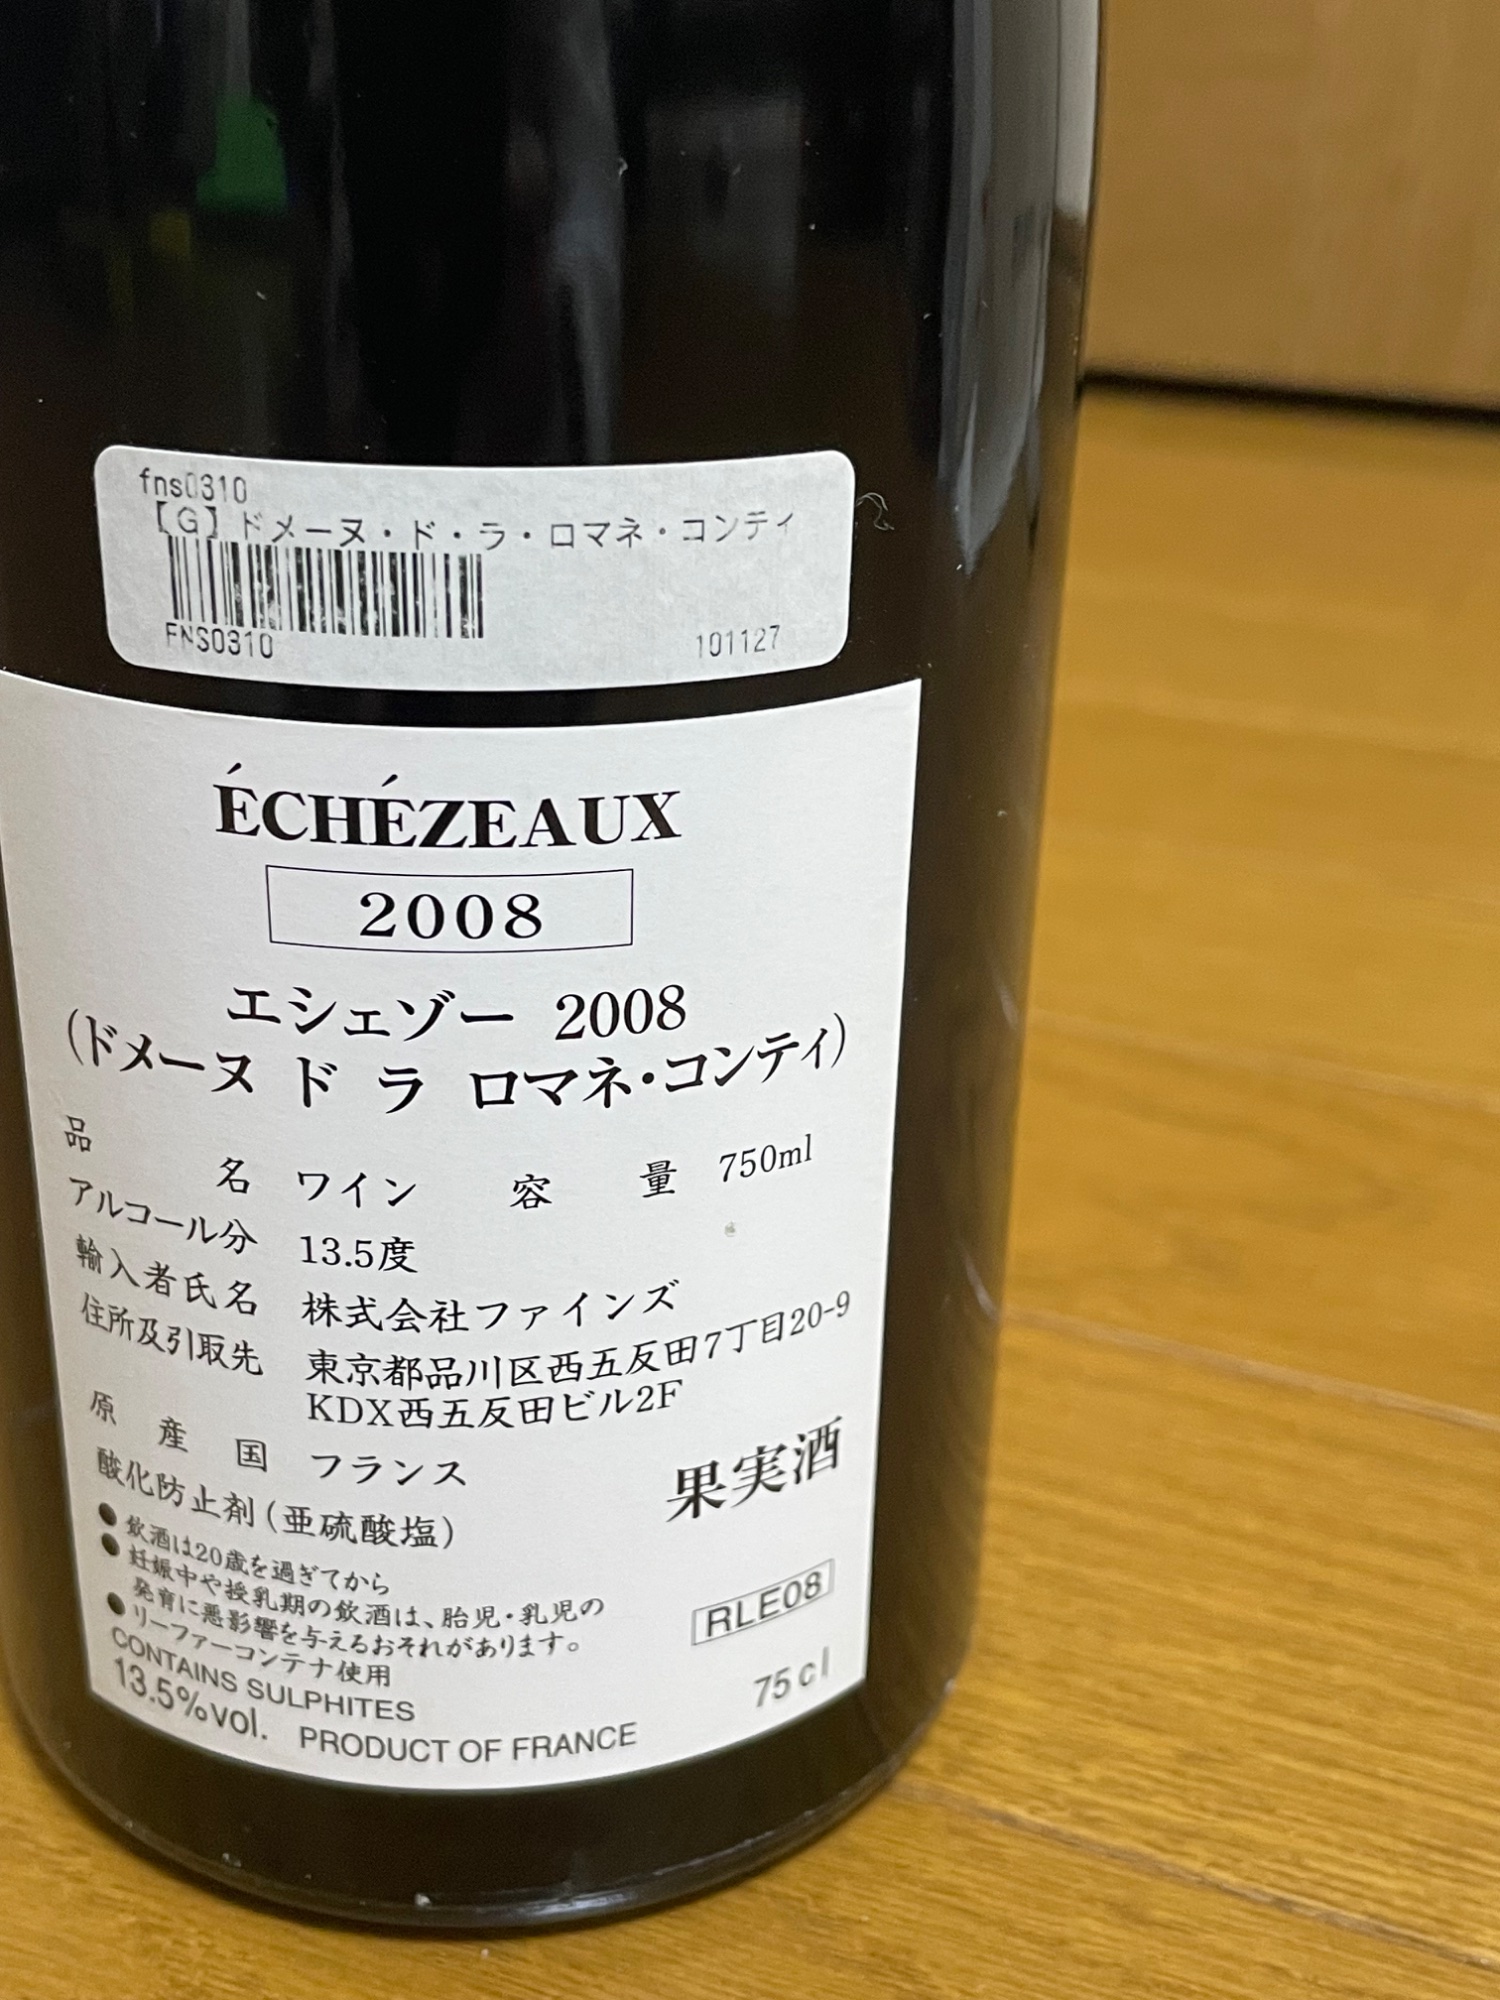 fns0310
【G】ドメーヌ・ド・ラ・ロマネ・コンティ
FNS0310 101127
ÉCHÉZEAUX
2008
エシェゾー 2008
(ドメーヌ ド ラ ロマネ・コンティ)
品名 ワイン 容量 750ml
アルコール分 13.5度
輸入者氏名 株式会社ファインズ
住所及引取先 東京都品川区西五反田7丁目20-9
KDX西五反田ビル2F
原産国 フランス
果実酒
酸化防止剤(亜硫酸塩)
●飲酒は20歳を過ぎてから
●妊娠中や授乳期の飲酒は、胎児・乳児の
発育に悪影響を与えるおそれがあります。
●リーファーコンテナ使用
RLE08
CONTAINS SULPHITES
13.5%vol. PRODUCT OF FRANCE 75cl